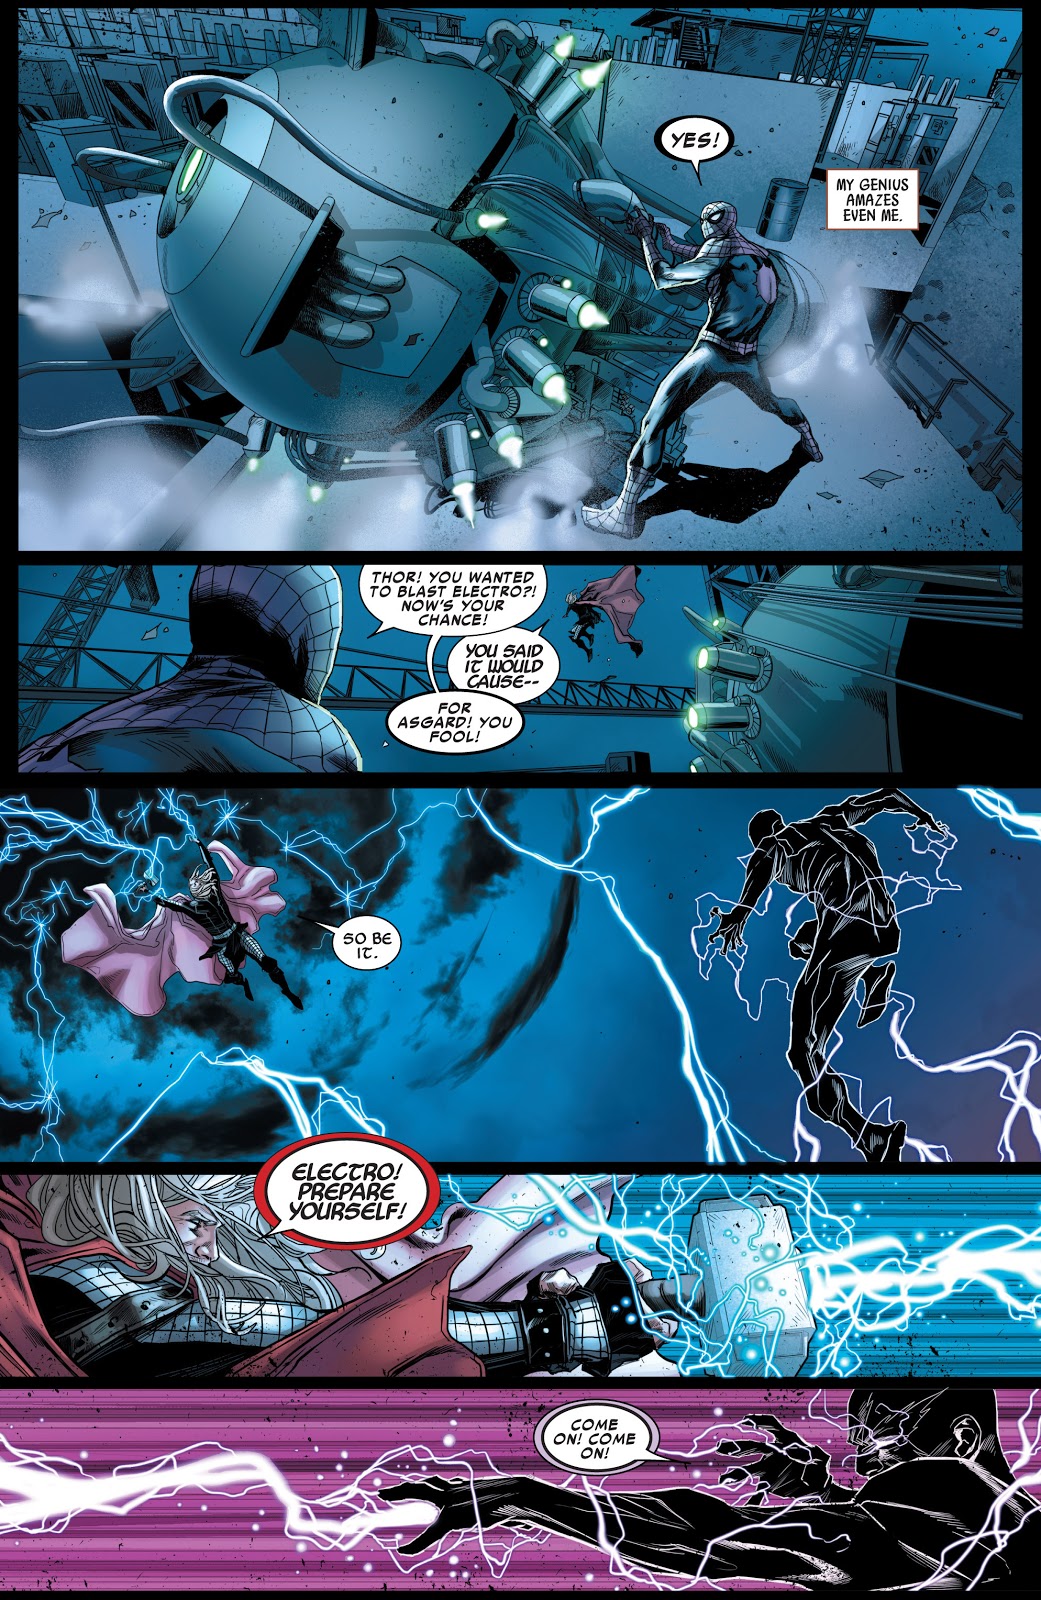 YES!
MY GENIUS
AMAZES
EVEN ME.
THOR! YOU WANTED
TO BLAST ELECTRO?!
NOW'S YOUR
CHANCE!
YOU SAID
IT WOULD
CAUSE--
FOR
ASGARD! YOU
FOOL!
SO BE
IT.
ELECTRO!
PREPARE
YOURSELF!
COME
ON! COME
ON!